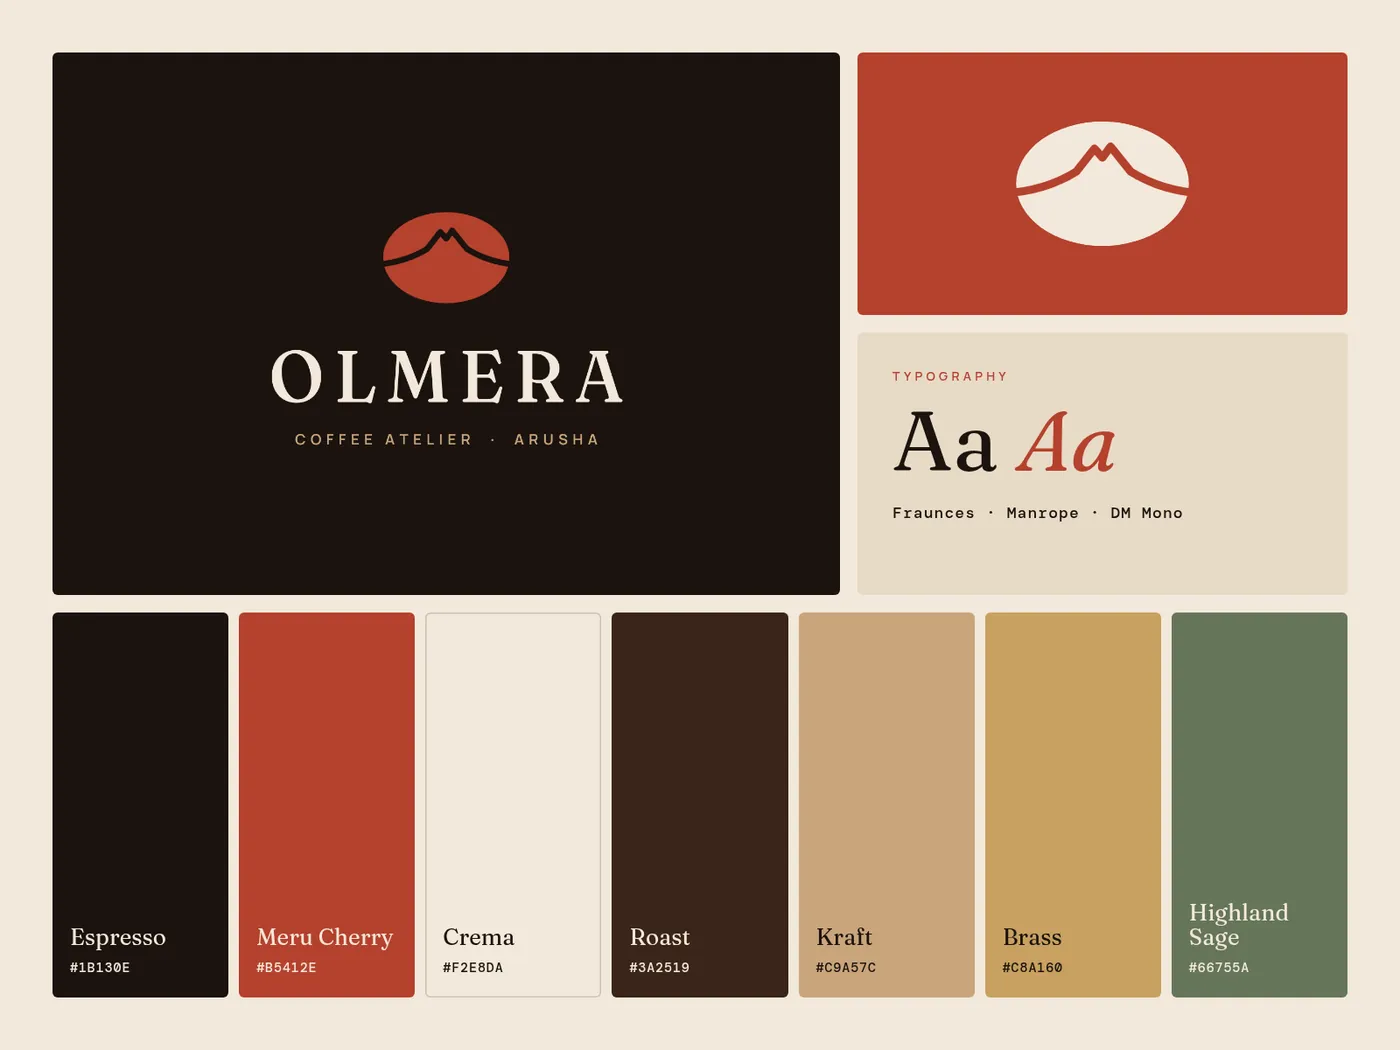 OLMERA
COFFEE ATELIER · ARUSHA
TYPOGRAPHY
Aa Aa
Fraunces · Manrope · DM Mono
Espresso
#1B130E
Meru Cherry
#B5412E
Crema
#F2E8DA
Roast
#3A2519
Kraft
#C9A57C
Brass
#C8A160
Highland
Sage
#66755A